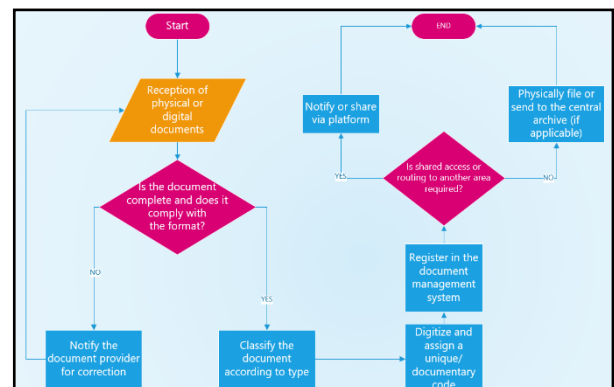 Start
Reception of
physical or
digital
documents
Is the document
complete and does it
comply with
the format?
NO
YES
Notify the
document provider
for correction
Classify the
document
according to type
Digitize and
assign a
unique/
documentary
code
Register in the
document
management
system
Is shared access or
routing to another area
required?
YES
NO
Notify or share
via platform
Physically file or
send to the central
archive (if
applicable)
END